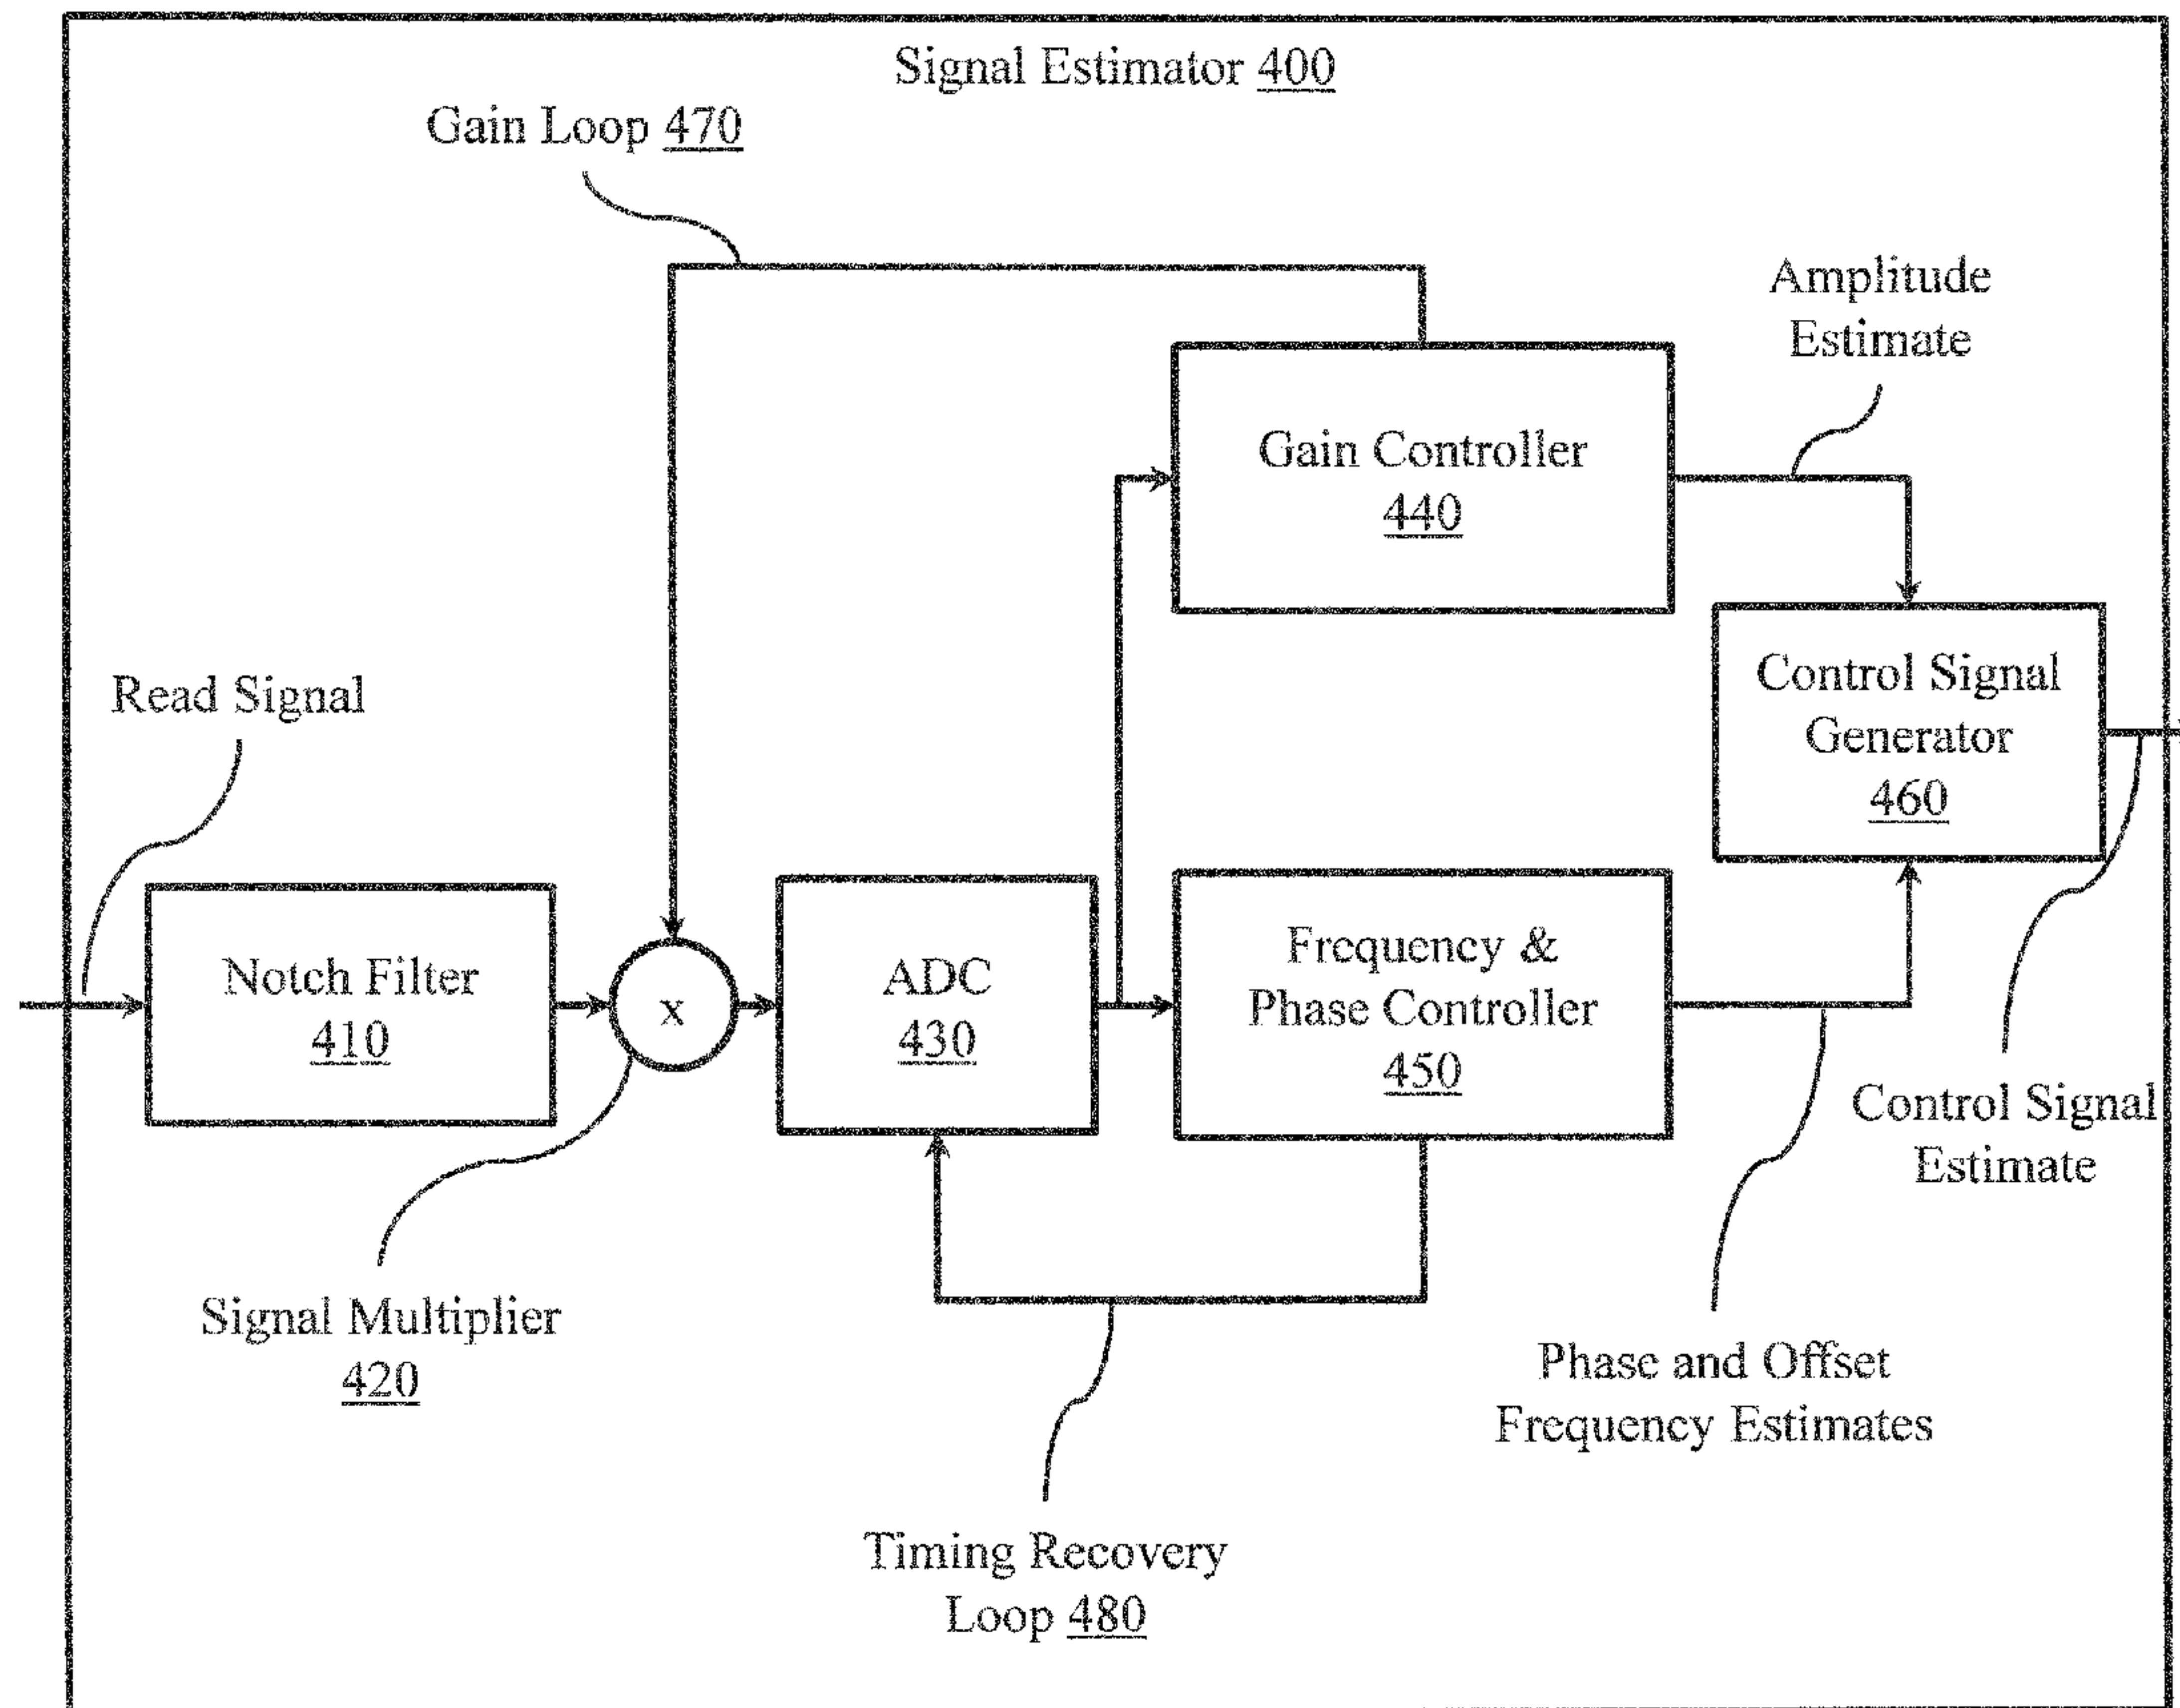 Signal Estimator 400
Gain Loop 470
Amplitude
Estimate
Gain Controller
440
Read Signal
Control Signal
Generator
460
Notch Filter
410
x
ADC
430
Frequency &
Phase Controller
450
Control Signal
Estimate
Signal Multiplier
420
Phase and Offset
Frequency Estimates
Timing Recovery
Loop 480